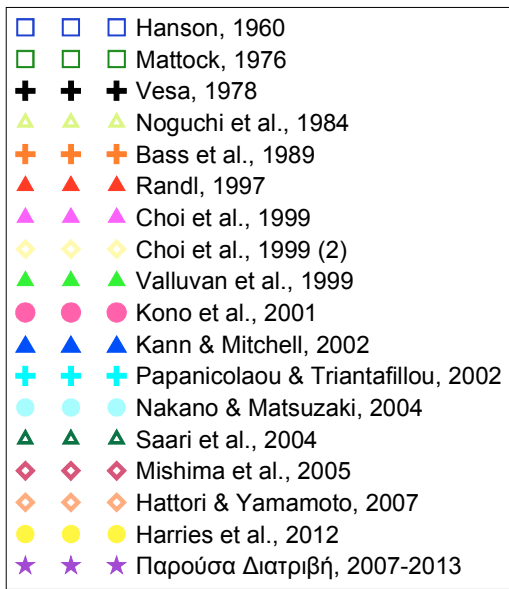 Hanson, 1960
Mattock, 1976
Vesa, 1978
Noguchi et al., 1984
Bass et al., 1989
Randl, 1997
Choi et al., 1999
Choi et al., 1999 (2)
Valluvan et al., 1999
Kono et al., 2001
Kann & Mitchell, 2002
Papanicolaou & Triantafillou, 2002
Nakano & Matsuzaki, 2004
Saari et al., 2004
Mishima et al., 2005
Hattori & Yamamoto, 2007
Harries et al., 2012
Παρούσα Διατριβή, 2007-2013